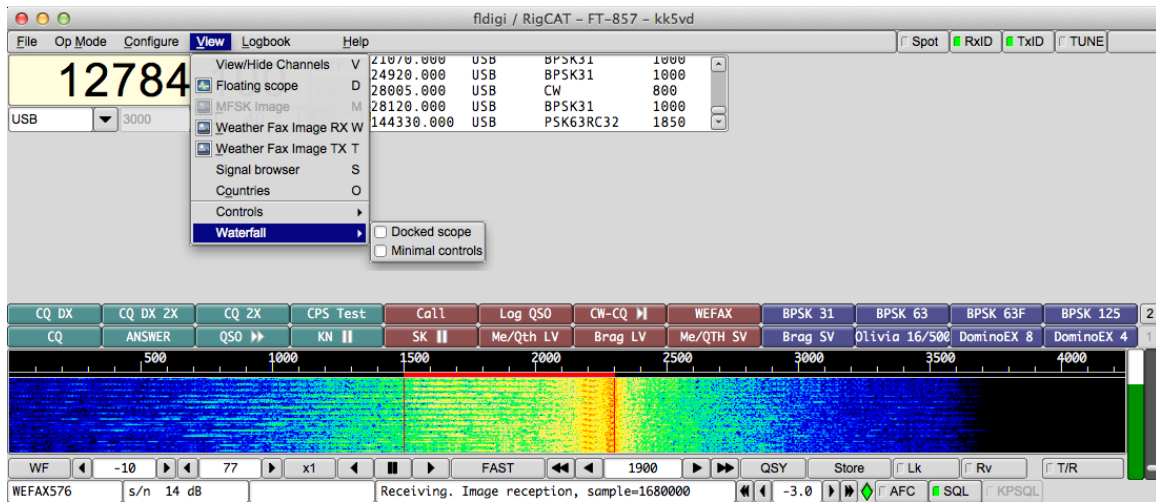 fldigi / RigCAT - FT-857 - kk5vd
File Op Mode Configure View Logbook Help Spot RxID TxID TUNE
12784
USB 3000
View/Hide Channels V
Floating scope D
MFSK Image M
Weather Fax Image RX W
Weather Fax Image TX T
Signal browser S
Countries O
Controls
Waterfall
Docked scope
Minimal controls
21070.000 USB BPSK31 1000
24920.000 USB BPSK31 1000
28005.000 USB CW 800
28120.000 USB BPSK31 1000
144330.000 USB PSK63RC32 1850
CQ DX CQ DX 2X CQ 2X CPS Test Call Log QSO CW-CQ WEFAX BPSK 31 BPSK 63 BPSK 63F BPSK 125 2
CQ ANSWER QSO KN SK Me/Qth LV Brag LV Me/QTH SV Brag SV Olivia 16/500 DominoEX 8 DominoEX 4 1
500 1000 1500 2000 2500 3000 3500 4000
WF -10 77 x1 FAST 1900 QSY Store Lk Rv T/R
WEFAX576 s/n 14 dB Receiving. Image reception, sample=1680000 -3.0 AFC SQL KPSQL